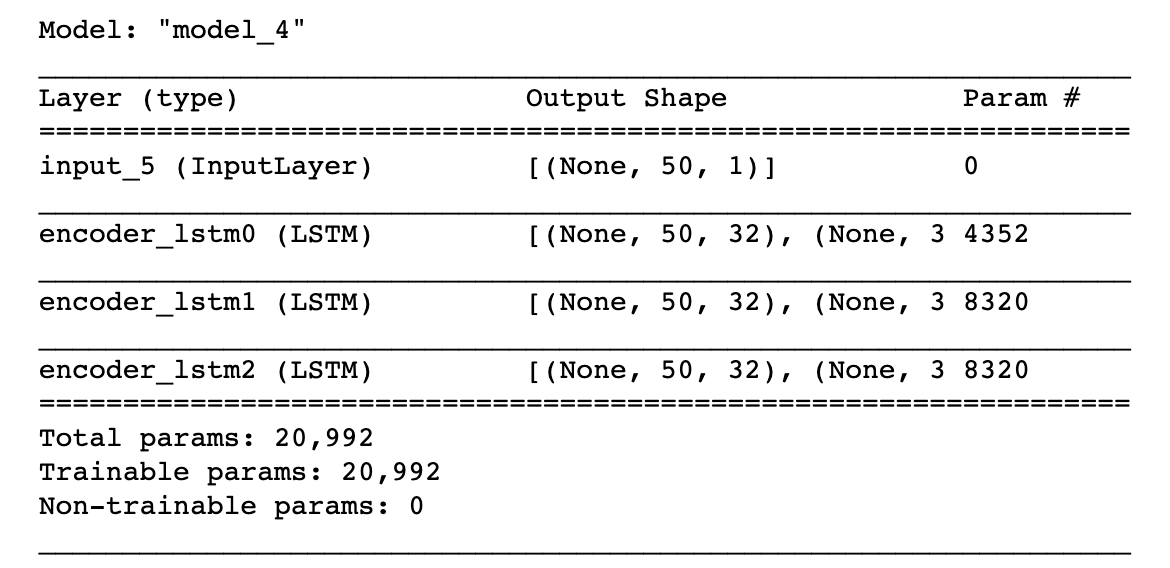 Model: "model_4"
Layer (type) Output Shape Param #
input_5 (InputLayer) [(None, 50, 1)] 0
encoder_lstm0 (LSTM) [(None, 50, 32), (None, 3 4352
encoder_lstm1 (LSTM) [(None, 50, 32), (None, 3 8320
encoder_lstm2 (LSTM) [(None, 50, 32), (None, 3 8320
Total params: 20,992
Trainable params: 20,992
Non-trainable params: 0